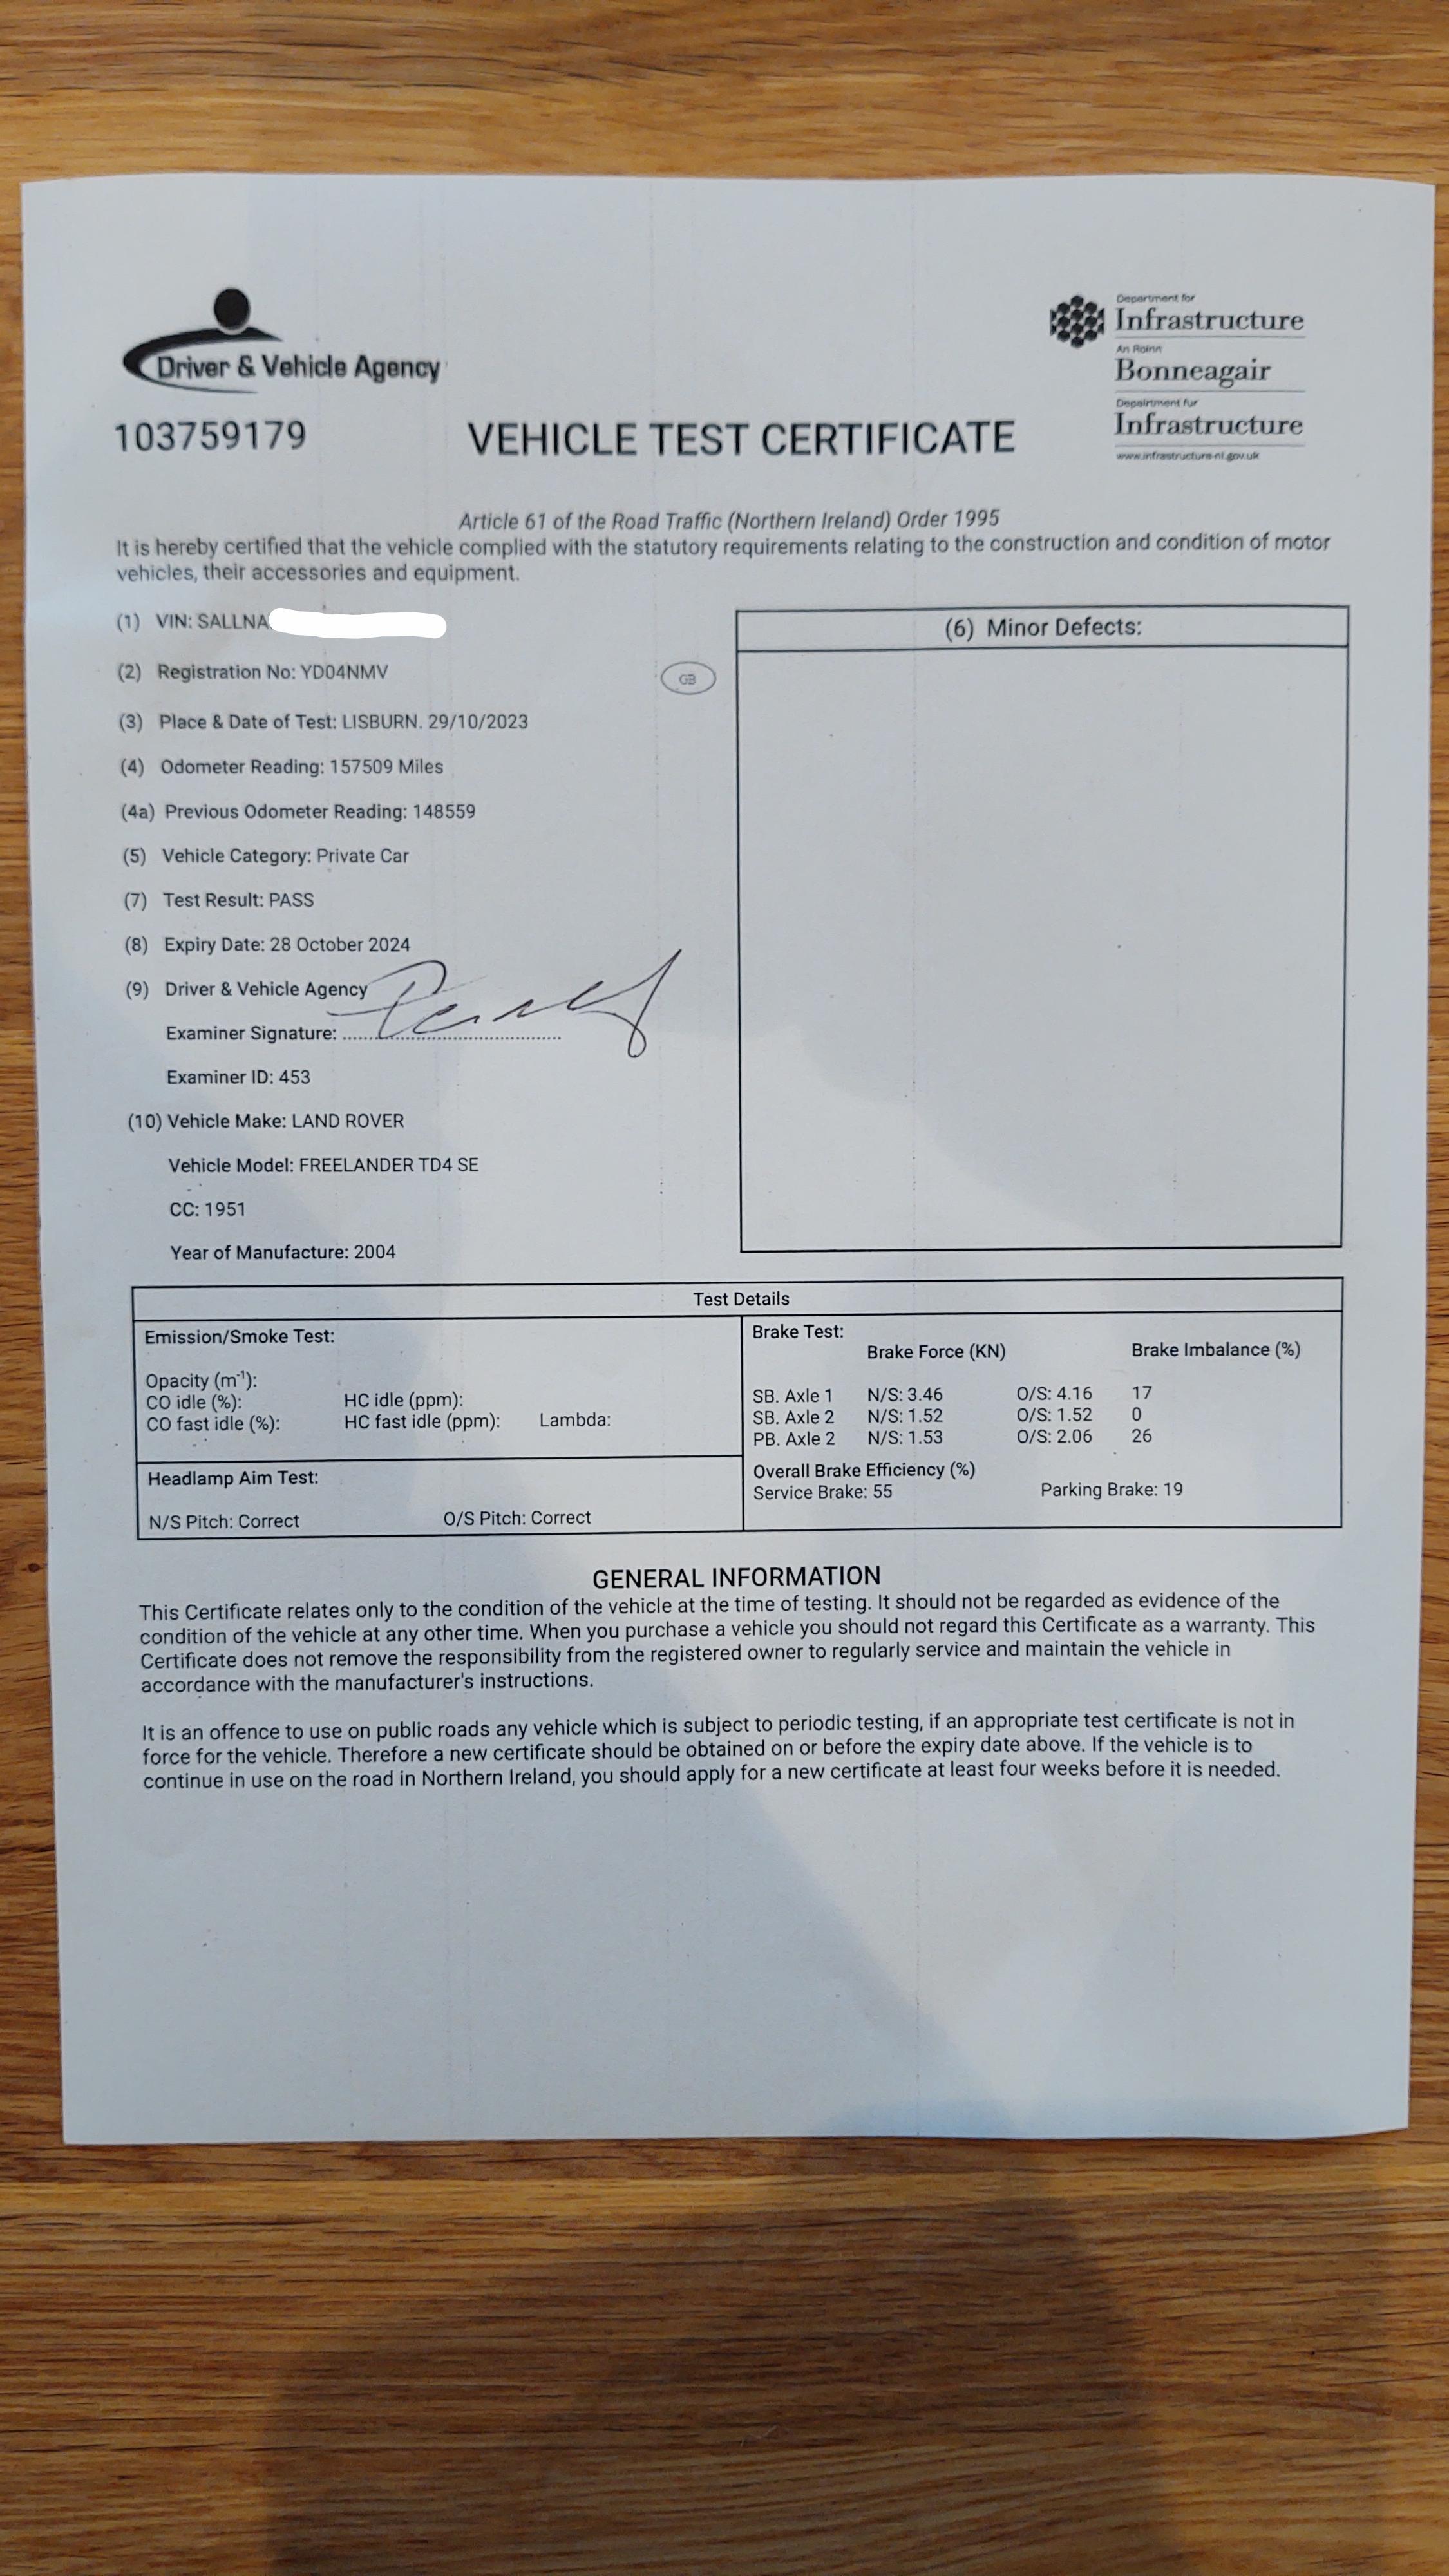 Driver & Vehicle Agency
Department for
Infrastructure
An Roinn
Bonneagair
Depairtment fur
Infrastructure
www.infrastructure-ni.gov.uk
103759179
VEHICLE TEST CERTIFICATE
Article 61 of the Road Traffic (Northern Ireland) Order 1995
It is hereby certified that the vehicle complied with the statutory requirements relating to the construction and condition of motor
vehicles, their accessories and equipment.
(1) VIN: SALLNA
(2) Registration No: YD04NMV
GB
(3) Place & Date of Test: LISBURN. 29/10/2023
(4) Odometer Reading: 157509 Miles
(4a) Previous Odometer Reading: 148559
(5) Vehicle Category: Private Car
(7) Test Result: PASS
(8) Expiry Date: 28 October 2024
(9) Driver & Vehicle Agency
Examiner Signature:
Examiner ID: 453
(10) Vehicle Make: LAND ROVER
Vehicle Model: FREELANDER TD4 SE
CC: 1951
Year of Manufacture: 2004
(6) Minor Defects:
Test Details
Emission/Smoke Test:
Opacity (m⁻¹):
CO idle (%): HC idle (ppm):
CO fast idle (%): HC fast idle (ppm): Lambda:
Headlamp Aim Test:
N/S Pitch: Correct O/S Pitch: Correct
Brake Test:
Brake Force (KN) Brake Imbalance (%)
SB. Axle 1 N/S: 3.46 O/S: 4.16 17
SB. Axle 2 N/S: 1.52 O/S: 1.52 0
PB. Axle 2 N/S: 1.53 O/S: 2.06 26
Overall Brake Efficiency (%)
Service Brake: 55 Parking Brake: 19
GENERAL INFORMATION
This Certificate relates only to the condition of the vehicle at the time of testing. It should not be regarded as evidence of the
condition of the vehicle at any other time. When you purchase a vehicle you should not regard this Certificate as a warranty. This
Certificate does not remove the responsibility from the registered owner to regularly service and maintain the vehicle in
accordance with the manufacturer's instructions.
It is an offence to use on public roads any vehicle which is subject to periodic testing, if an appropriate test certificate is not in
force for the vehicle. Therefore a new certificate should be obtained on or before the expiry date above. If the vehicle is to
continue in use on the road in Northern Ireland, you should apply for a new certificate at least four weeks before it is needed.